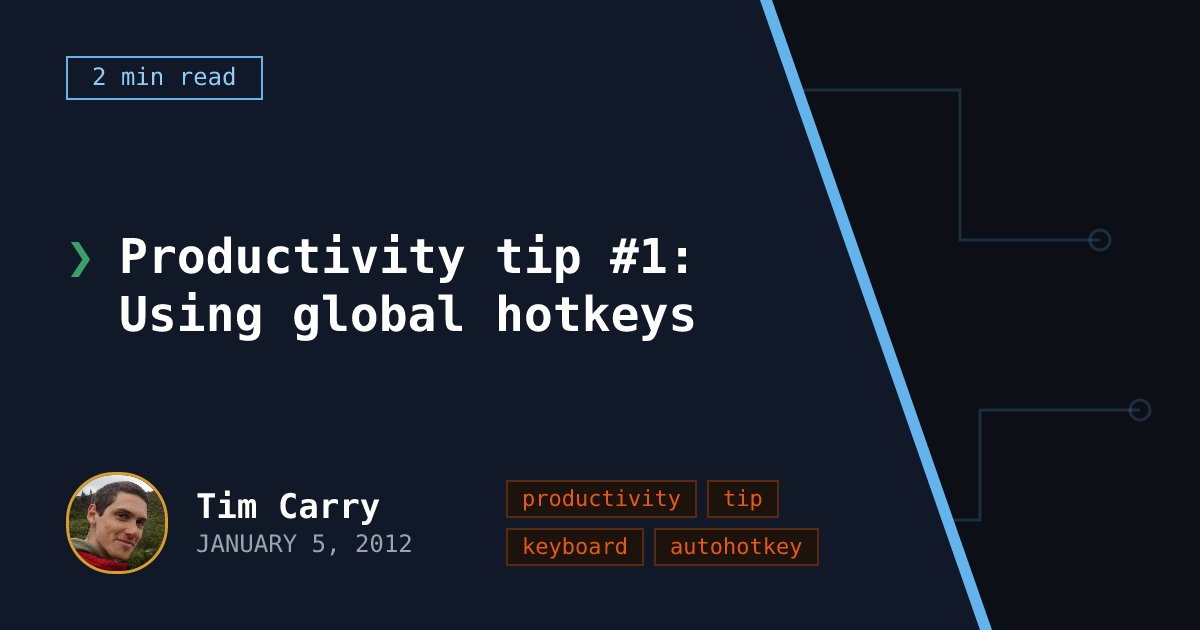 2 min read
❯ Productivity tip #1:
Using global hotkeys
Tim Carry
JANUARY 5, 2012
productivity tip
keyboard autohotkey